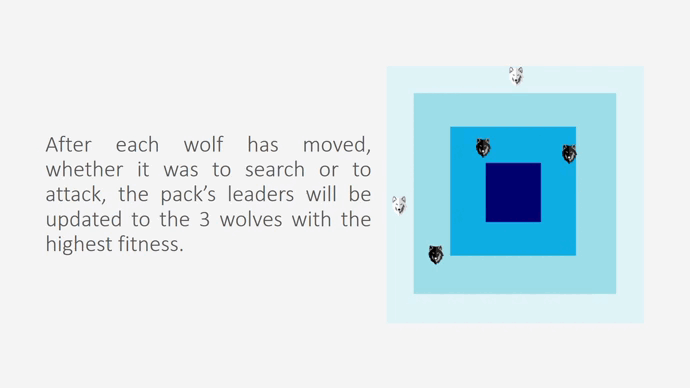 After each wolf has moved,
whether it was to search or to
attack, the pack’s leaders will be
updated to the 3 wolves with the
highest fitness.